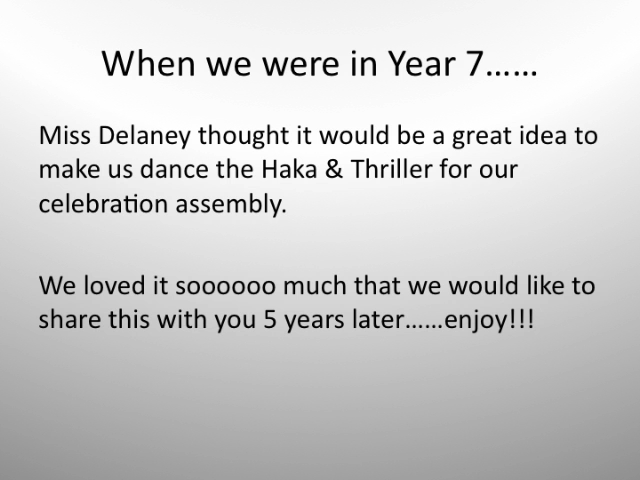 When we were in Year 7......
Miss Delaney thought it would be a great idea to
make us dance the Haka & Thriller for our
celebration assembly.
We loved it soooooo much that we would like to
share this with you 5 years later......enjoy!!!